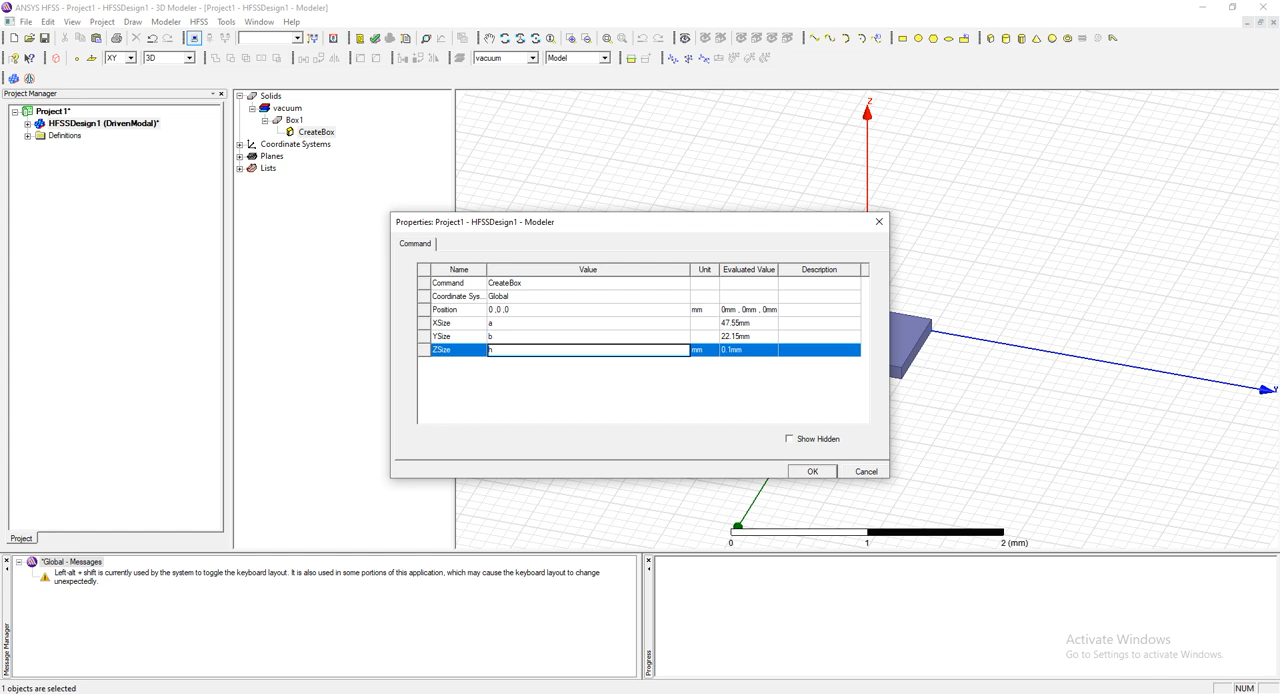 ANSYS HFSS - Project1 - HFSSDesign1 - 3D Modeler - [Project1 - HFSSDesign1 - Modeler]
File Edit View Project Draw Modeler HFSS Tools Window Help
XY 3D vacuum Model
Project Manager
Project1*
HFSSDesign1 (DrivenModal)*
Definitions
Project
Solids
vacuum
Box1
CreateBox
Coordinate Systems
Planes
Lists
Z
Properties: Project1 - HFSSDesign1 - Modeler
Command
Name Value Unit Evaluated Value Description
Command CreateBox
Coordinate Sys... Global
Position 0 ,0 ,0 mm 0mm , 0mm , 0mm
XSize a 47.55mm
YSize b 22.15mm
ZSize h mm 0.1mm
Show Hidden
OK Cancel
Y
0 1 2 (mm)
*Global - Messages
Left-alt + shift is currently used by the system to toggle the keyboard layout. It is also used in some portions of this application, which may cause the keyboard layout to change
unexpectedly.
Message Manager
Progress
Activate Windows
Go to Settings to activate Windows.
1 objects are selected
NUM